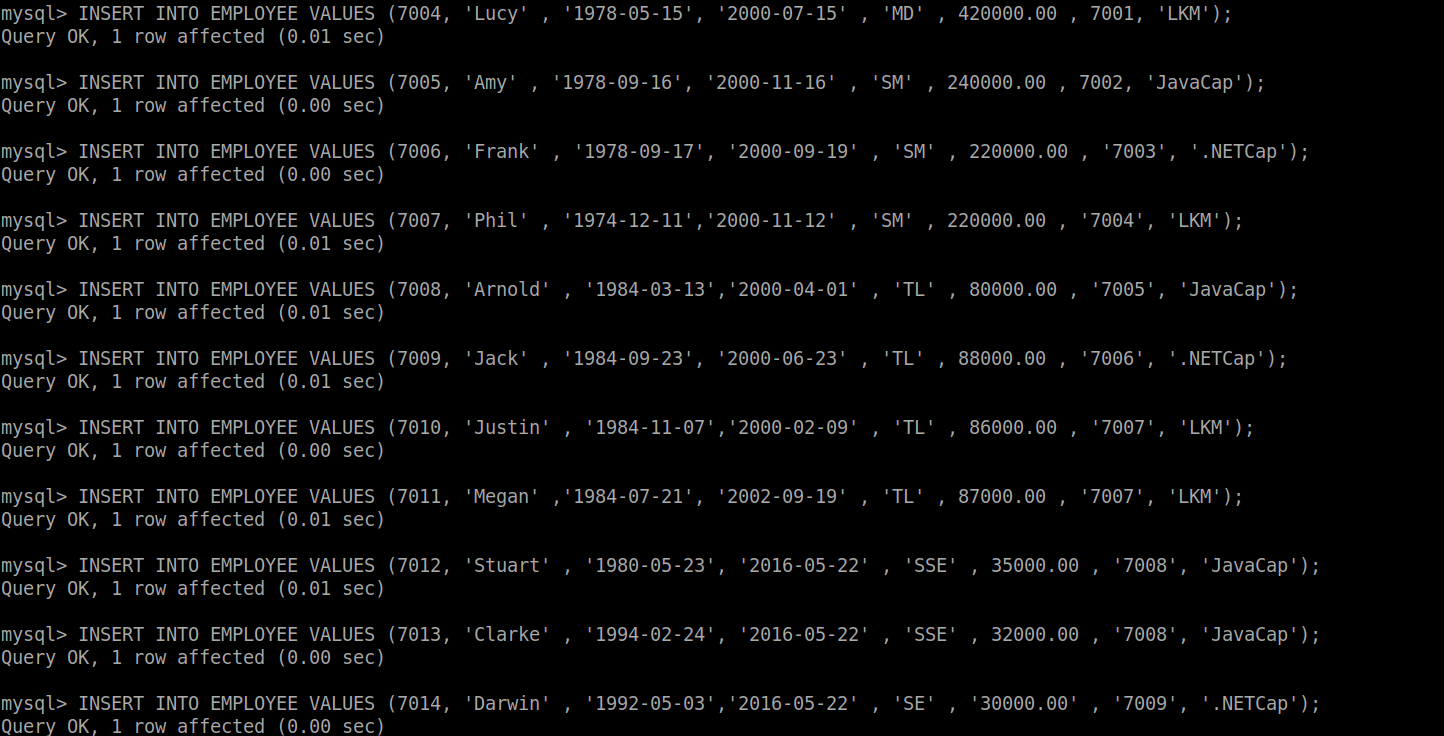 mysql> INSERT INTO EMPLOYEE VALUES (7004, 'Lucy' , '1978-05-15', '2000-07-15' , 'MD' , 420000.00 , 7001, 'LKM');
Query OK, 1 row affected (0.01 sec)
mysql> INSERT INTO EMPLOYEE VALUES (7005, 'Amy' , '1978-09-16', '2000-11-16' , 'SM' , 240000.00 , 7002, 'JavaCap');
Query OK, 1 row affected (0.00 sec)
mysql> INSERT INTO EMPLOYEE VALUES (7006, 'Frank' , '1978-09-17', '2000-09-19' , 'SM' , 220000.00 , '7003', '.NETCap');
Query OK, 1 row affected (0.00 sec)
mysql> INSERT INTO EMPLOYEE VALUES (7007, 'Phil' , '1974-12-11','2000-11-12' , 'SM' , 220000.00 , '7004', 'LKM');
Query OK, 1 row affected (0.01 sec)
mysql> INSERT INTO EMPLOYEE VALUES (7008, 'Arnold' , '1984-03-13','2000-04-01' , 'TL' , 80000.00 , '7005', 'JavaCap');
Query OK, 1 row affected (0.01 sec)
mysql> INSERT INTO EMPLOYEE VALUES (7009, 'Jack' , '1984-09-23', '2000-06-23' , 'TL' , 88000.00 , '7006', '.NETCap');
Query OK, 1 row affected (0.01 sec)
mysql> INSERT INTO EMPLOYEE VALUES (7010, 'Justin' , '1984-11-07','2000-02-09' , 'TL' , 86000.00 , '7007', 'LKM');
Query OK, 1 row affected (0.00 sec)
mysql> INSERT INTO EMPLOYEE VALUES (7011, 'Megan' ,'1984-07-21', '2002-09-19' , 'TL' , 87000.00 , '7007', 'LKM');
Query OK, 1 row affected (0.01 sec)
mysql> INSERT INTO EMPLOYEE VALUES (7012, 'Stuart' , '1980-05-23', '2016-05-22' , 'SSE' , 35000.00 , '7008', 'JavaCap');
Query OK, 1 row affected (0.01 sec)
mysql> INSERT INTO EMPLOYEE VALUES (7013, 'Clarke' , '1994-02-24', '2016-05-22' , 'SSE' , 32000.00 , '7008', 'JavaCap');
Query OK, 1 row affected (0.00 sec)
mysql> INSERT INTO EMPLOYEE VALUES (7014, 'Darwin' , '1992-05-03','2016-05-22' , 'SE' , '30000.00' , '7009', '.NETCap');
Query OK, 1 row affected (0.00 sec)